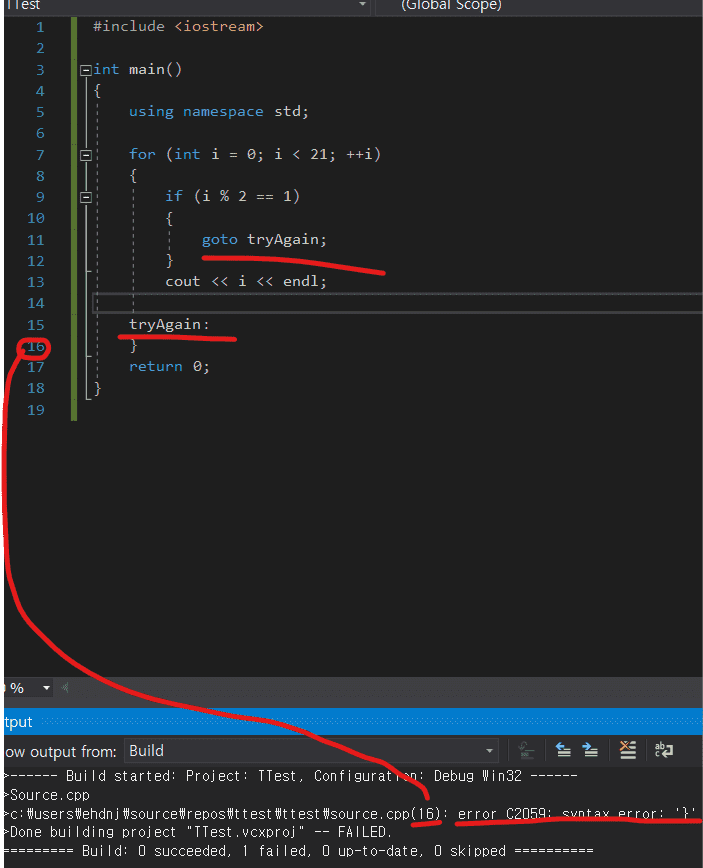 TTest (Global Scope)
1 #include <iostream>
2
3 int main()
4 {
5 using namespace std;
6
7 for (int i = 0; i < 21; ++i)
8 {
9 if (i % 2 == 1)
10 {
11 goto tryAgain;
12 }
13 cout << i << endl;
14
15 tryAgain:
16 }
17 return 0;
18 }
19
%
tput
ow output from: Build
>------ Build started: Project: TTest, Configuration: Debug Win32 ------
>Source.cpp
>c:₩users₩ehdnj₩source₩repos₩ttest₩ttest₩source.cpp(16): error C2059: syntax error: '}'
>Done building project "TTest.vcxproj" -- FAILED.
========= Build: 0 succeeded, 1 failed, 0 up-to-date, 0 skipped ==========